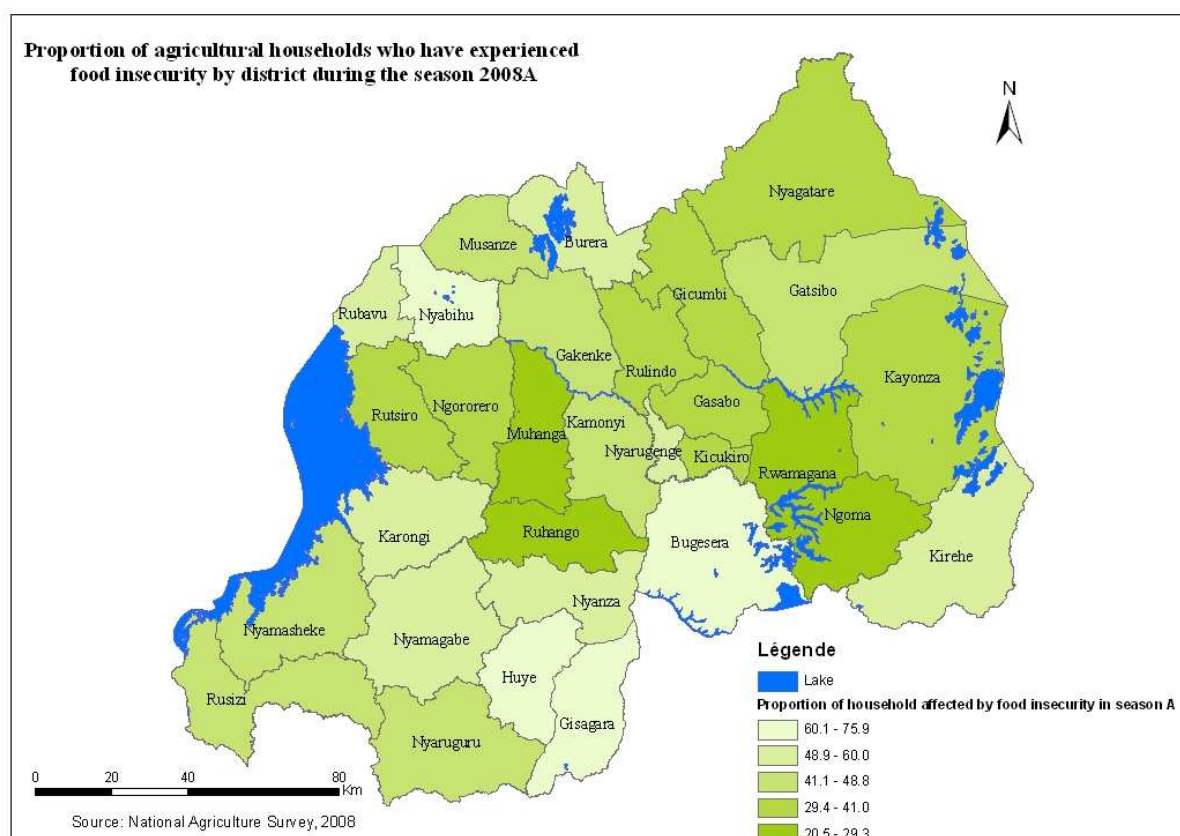 Proportion of agricultural households who have experienced
food insecurity by district during the season 2008A
N
Nyagatare
Musanze
Burera
Gicumbi
Gatsibo
Rubavu
Nyabihu
Gakenke
Rulindo
Kayonza
Rutsiro
Ngororero
Gasabo
Muhanga
Kamonyi
Nyarugenge
Kicukiro
Rwamagana
Ngoma
Karongi
Ruhango
Bugesera
Kirehe
Nyanza
Nyamasheke
Nyamagabe
Huye
Rusizi
Gisagara
Nyaruguru
Légende
Lake
Proportion of household affected by food insecurity in season A
60.1 - 75.9
48.9 - 60.0
41.1 - 48.8
29.4 - 41.0
20.5 - 29.3
0 20 40 80
Km
Source: National Agriculture Survey, 2008